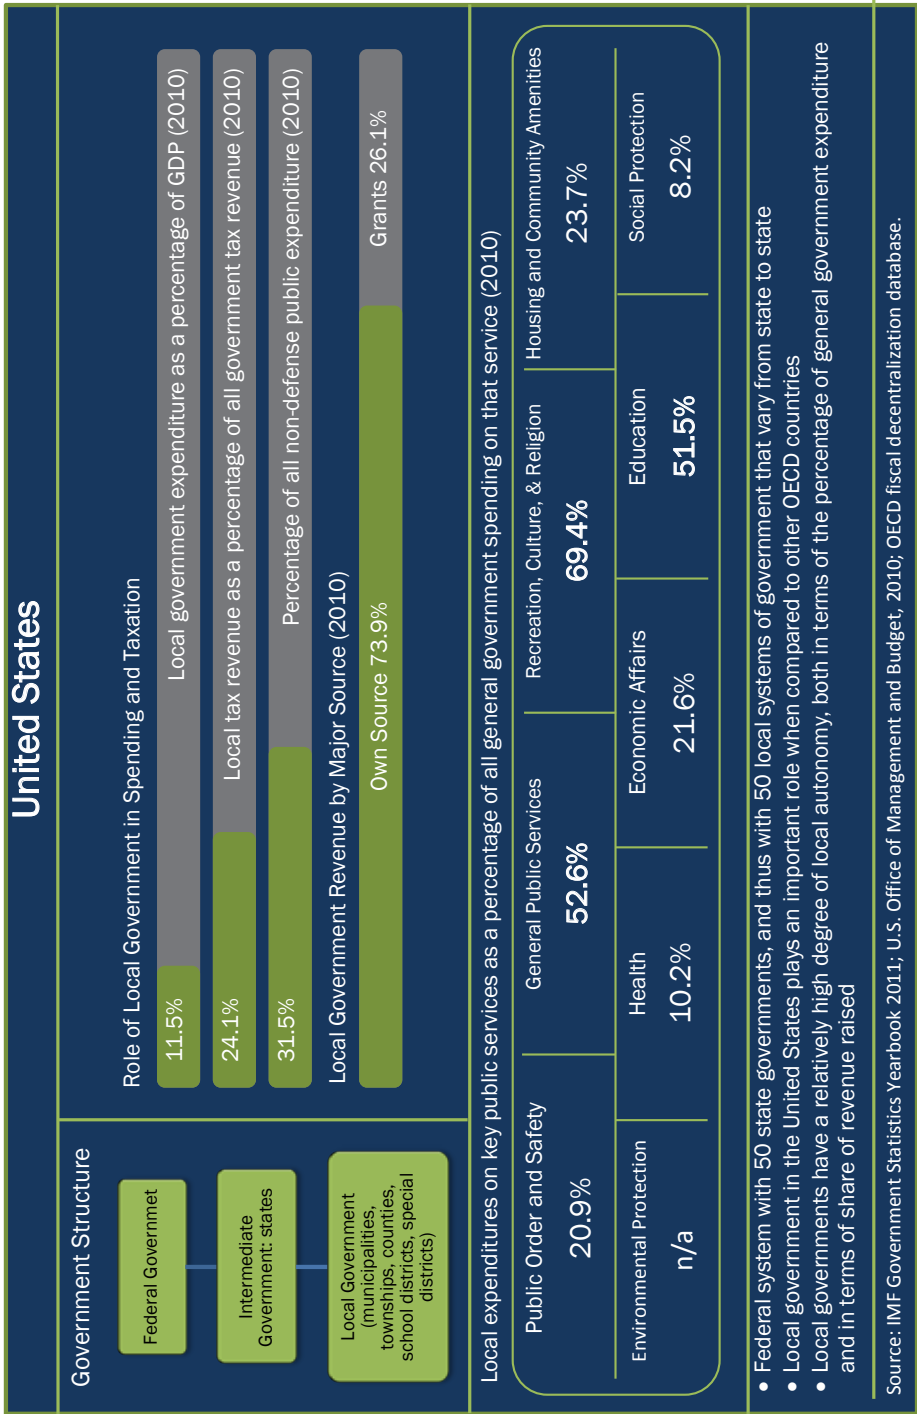 United States
Government Structure
Federal Governmet
Intermediate
Government: states
Local Government
(municipalities,
townships, counties,
school districts, special
districts)
Role of Local Government in Spending and Taxation
11.5%
Local government expenditure as a percentage of GDP (2010)
24.1%
Local tax revenue as a percentage of all government tax revenue (2010)
31.5%
Percentage of all non-defense public expenditure (2010)
Local Government Revenue by Major Source (2010)
Own Source 73.9%
Grants 26.1%
Local expenditures on key public services as a percentage of all general government spending on that service (2010)
Public Order and Safety
20.9%
General Public Services
52.6%
Recreation, Culture, & Religion
69.4%
Housing and Community Amenities
23.7%
Environmental Protection
n/a
Health
10.2%
Economic Affairs
21.6%
Education
51.5%
Social Protection
8.2%
• Federal system with 50 state governments, and thus with 50 local systems of government that vary from state to state
• Local government in the United States plays an important role when compared to other OECD countries
• Local governments have a relatively high degree of local autonomy, both in terms of the percentage of general government expenditure
and in terms of share of revenue raised
Source: IMF Government Statistics Yearbook 2011; U.S. Office of Management and Budget, 2010; OECD fiscal decentralization database.